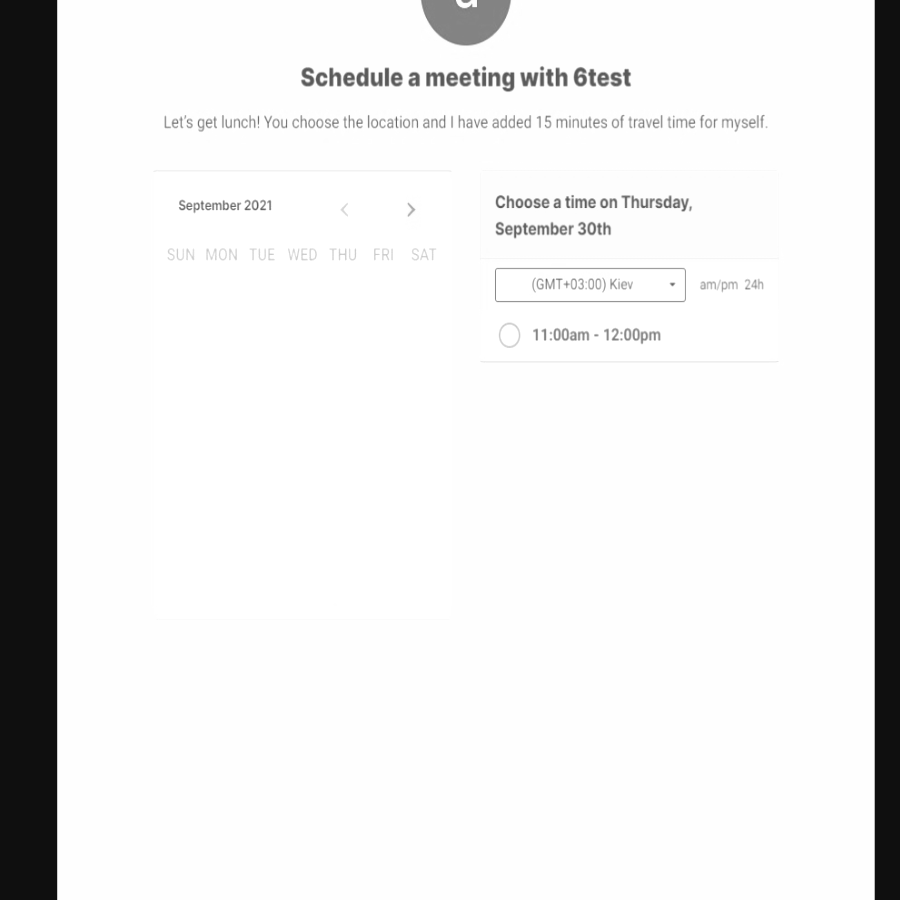 Schedule a meeting with 6test
Let's get lunch! You choose the location and I have added 15 minutes of travel time for myself.
September 2021
SUN MON TUE WED THU FRI SAT
Choose a time on Thursday,
September 30th
(GMT+03:00) Kiev am/pm 24h
11:00am - 12:00pm